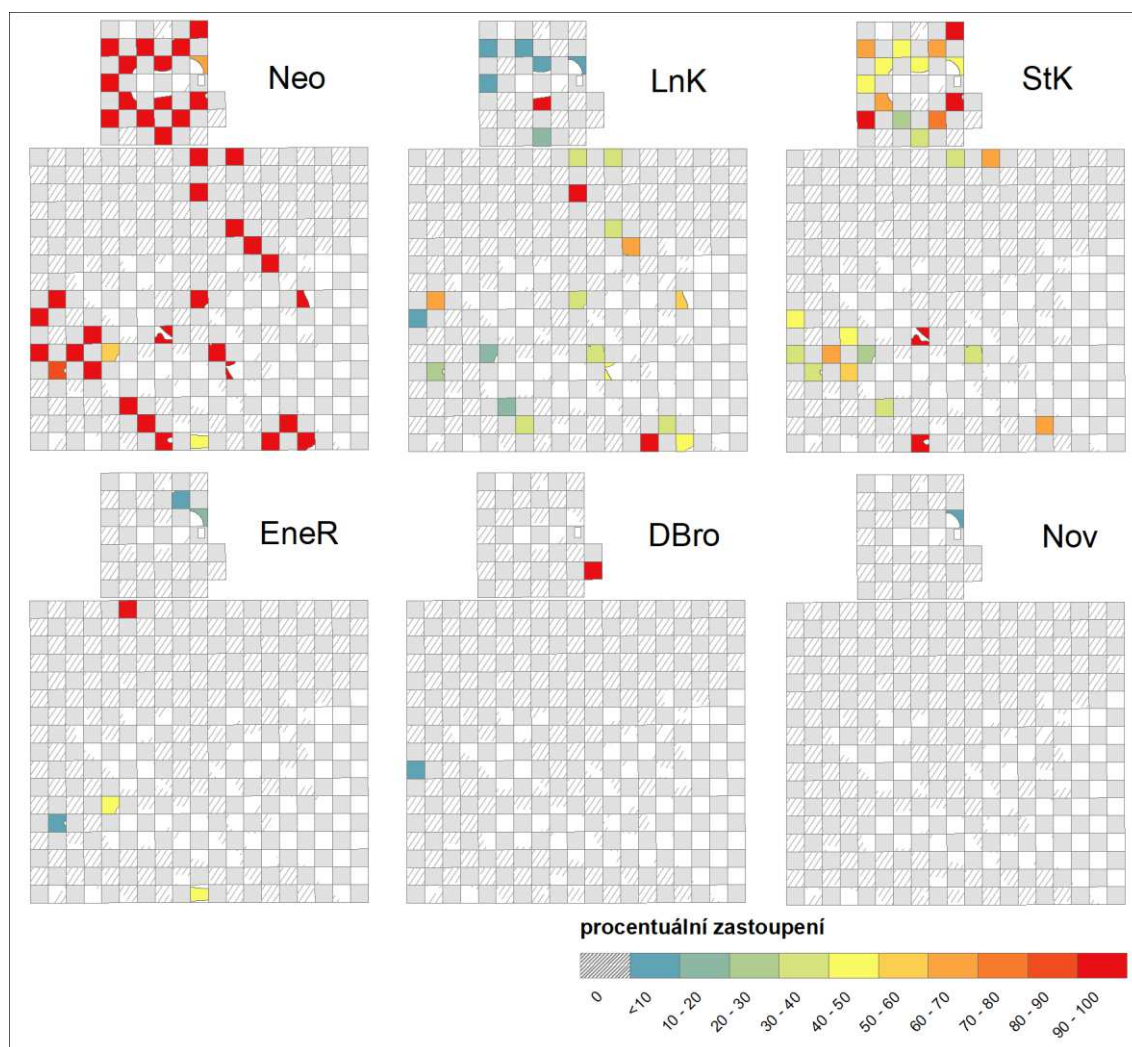 Neo
LnK
StK
EneR
DBro
Nov
procentuální zastoupení
0
<10
10 - 20
20 - 30
30 - 40
40 - 50
50 - 60
60 - 70
70 - 80
80 - 90
90 - 100